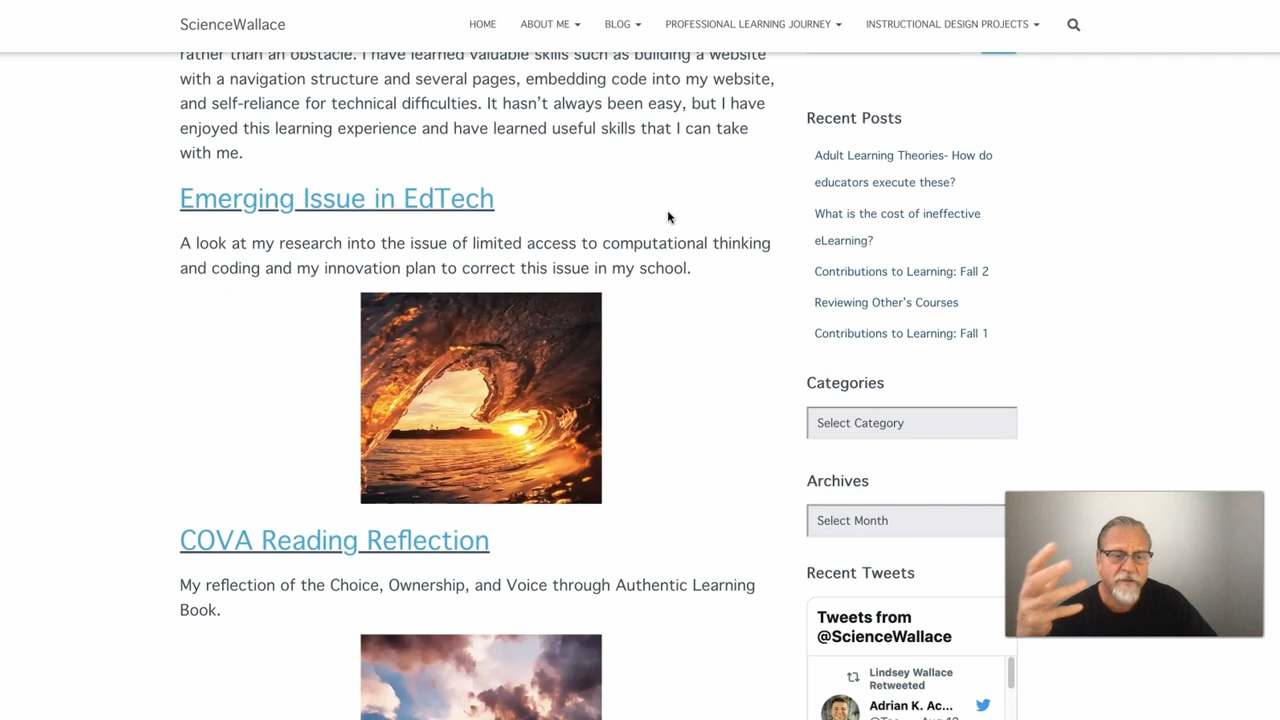 ScienceWallace
HOME
ABOUT ME
BLOG
PROFESSIONAL LEARNING JOURNEY
INSTRUCTIONAL DESIGN PROJECTS
rather than an obstacle. I have learned valuable skills such as building a website
with a navigation structure and several pages, embedding code into my website,
and self-reliance for technical difficulties. It hasn't always been easy, but I have
enjoyed this learning experience and have learned useful skills that I can take
with me.
Emerging Issue in EdTech
A look at my research into the issue of limited access to computational thinking
and coding and my innovation plan to correct this issue in my school.
COVA Reading Reflection
My reflection of the Choice, Ownership, and Voice through Authentic Learning
Book.
Recent Posts
Adult Learning Theories- How do
educators execute these?
What is the cost of ineffective
eLearning?
Contributions to Learning: Fall 2
Reviewing Other's Courses
Contributions to Learning: Fall 1
Categories
Select Category
Archives
Select Month
Recent Tweets
Tweets from
@ScienceWallace
Lindsey Wallace
Retweeted
Adrian K. Ac...